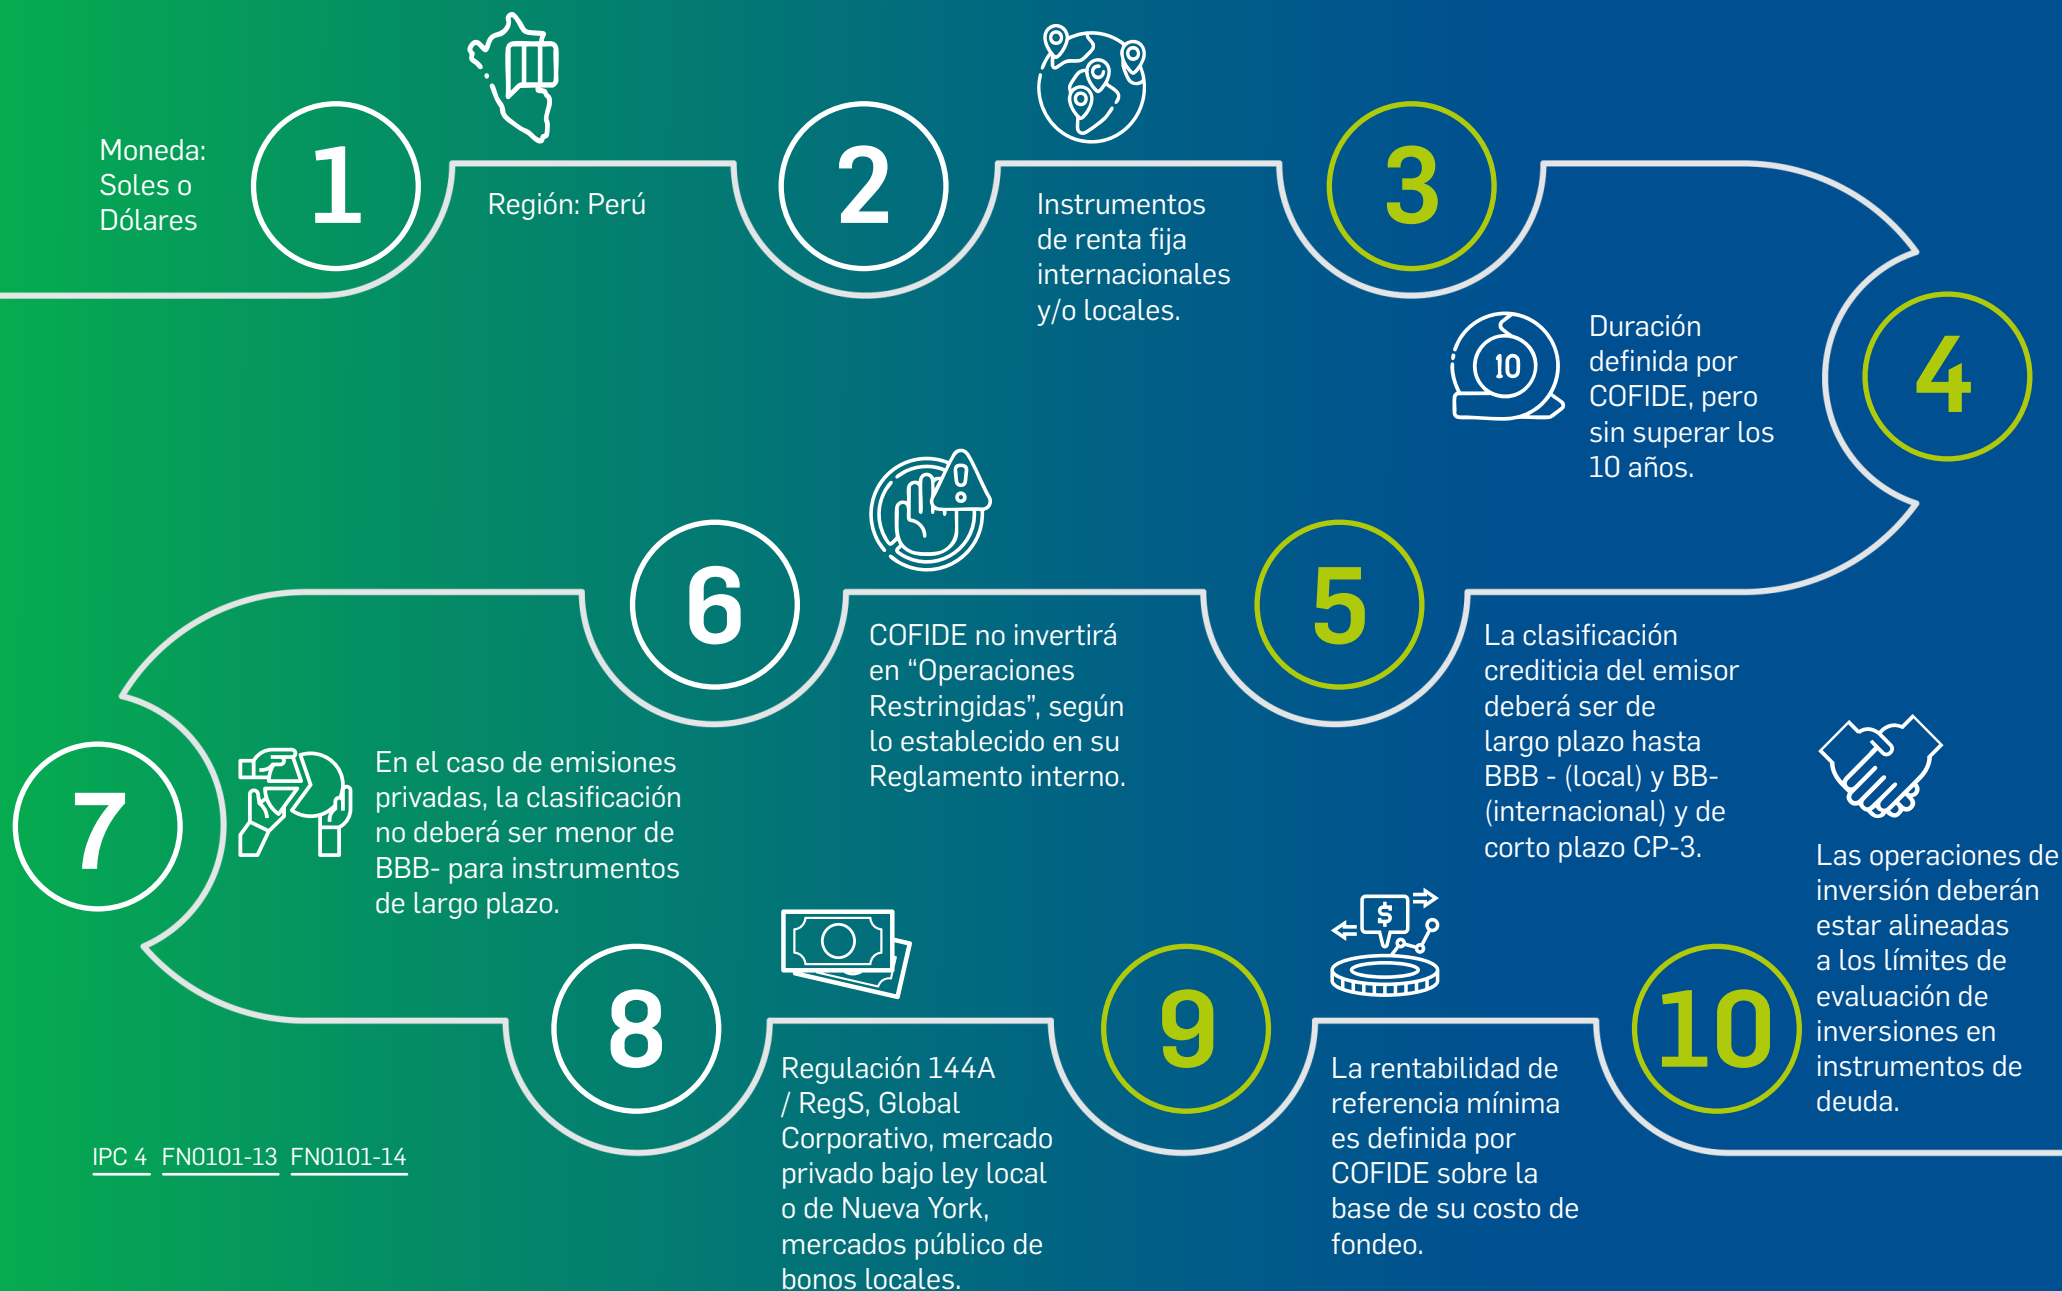 Moneda:
Soles o
Dólares
1
Región: Perú
2
Instrumentos
de renta fija
internacionales
y/o locales.
3
10
Duración
definida por
COFIDE, pero
sin superar los
10 años.
4
La clasificación
crediticia del emisor
deberá ser de
largo plazo hasta
BBB - (local) y BB-
(internacional) y de
corto plazo CP-3.
5
COFIDE no invertirá
en “Operaciones
Restringidas”, según
lo establecido en su
Reglamento interno.
6
En el caso de emisiones
privadas, la clasificación
no deberá ser menor de
BBB- para instrumentos
de largo plazo.
7
8
Regulación 144A
/ RegS, Global
Corporativo, mercado
privado bajo ley local
o de Nueva York,
mercados público de
bonos locales.
9
$
La rentabilidad de
referencia mínima
es definida por
COFIDE sobre la
base de su costo de
fondeo.
10
Las operaciones de
inversión deberán
estar alineadas
a los límites de
evaluación de
inversiones en
instrumentos de
deuda.
IPC 4 FN0101-13 FN0101-14